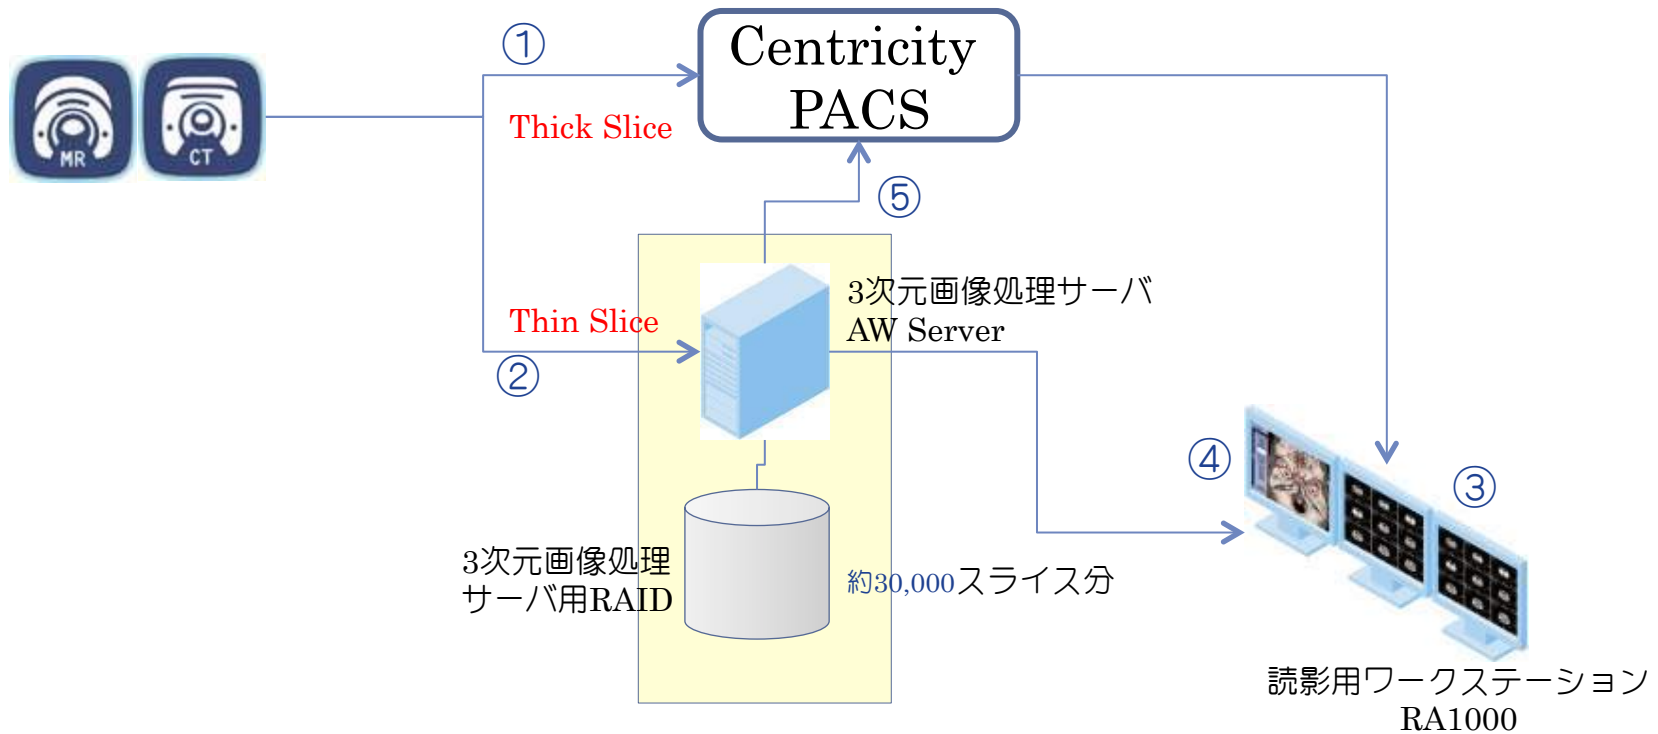 ①
Centricity
PACS
MR
CT
Thick Slice
⑤
3次元画像処理サーバ
AW Server
Thin Slice
②
④
③
3次元画像処理
サーバ用RAID
約30,000スライス分
読影用ワークステーション
RA1000